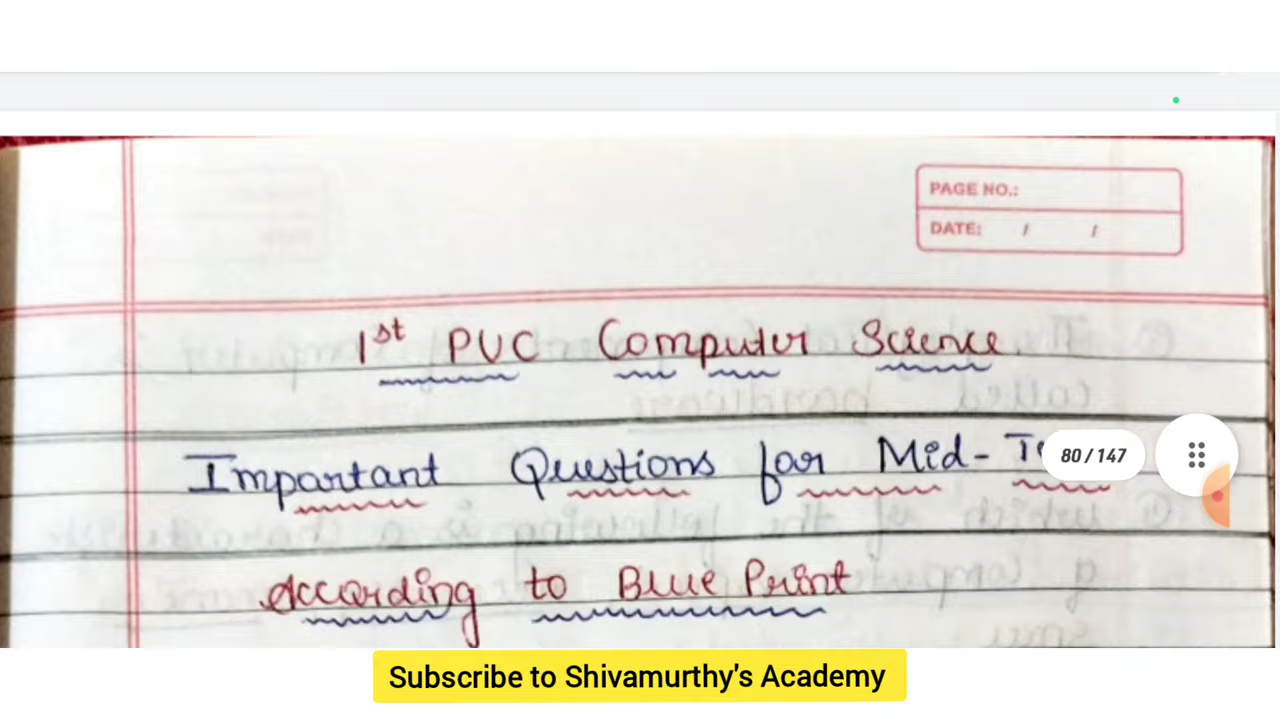 PAGE NO.:
DATE: / /
1st PUC Computer Science
Important Questions for Mid-
80 / 147
According to Blue Print
Subscribe to Shivamurthy's Academy